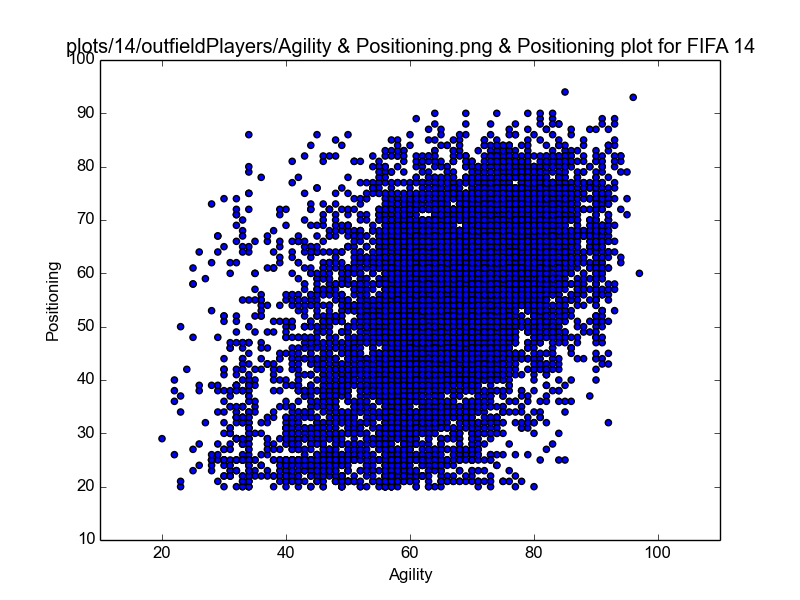 plots/14/outfieldPlayers/Agility & Positioning.png & Positioning plot for FIFA 14
100
90
80
70
60
50
40
30
20
10
Positioning
20 40 60 80 100
Agility